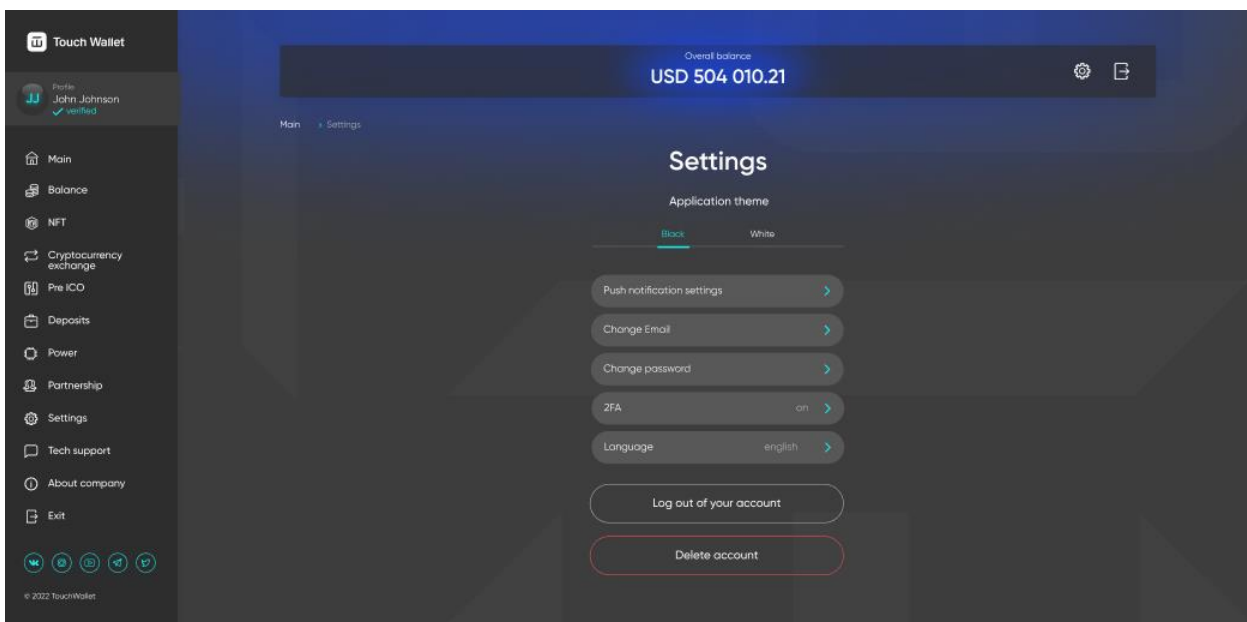 Touch Wallet
Profile
John Johnson
verified
JJ
Main
Balance
NFT
Cryptocurrency
exchange
Pre ICO
Deposits
Power
Partnership
Settings
Tech support
About company
Exit
© 2022 TouchWallet
Overall balance
USD 504 010.21
Main
Settings
Settings
Application theme
Black White
Push notification settings
Change Email
Change password
2FA on
Language english
Log out of your account
Delete account